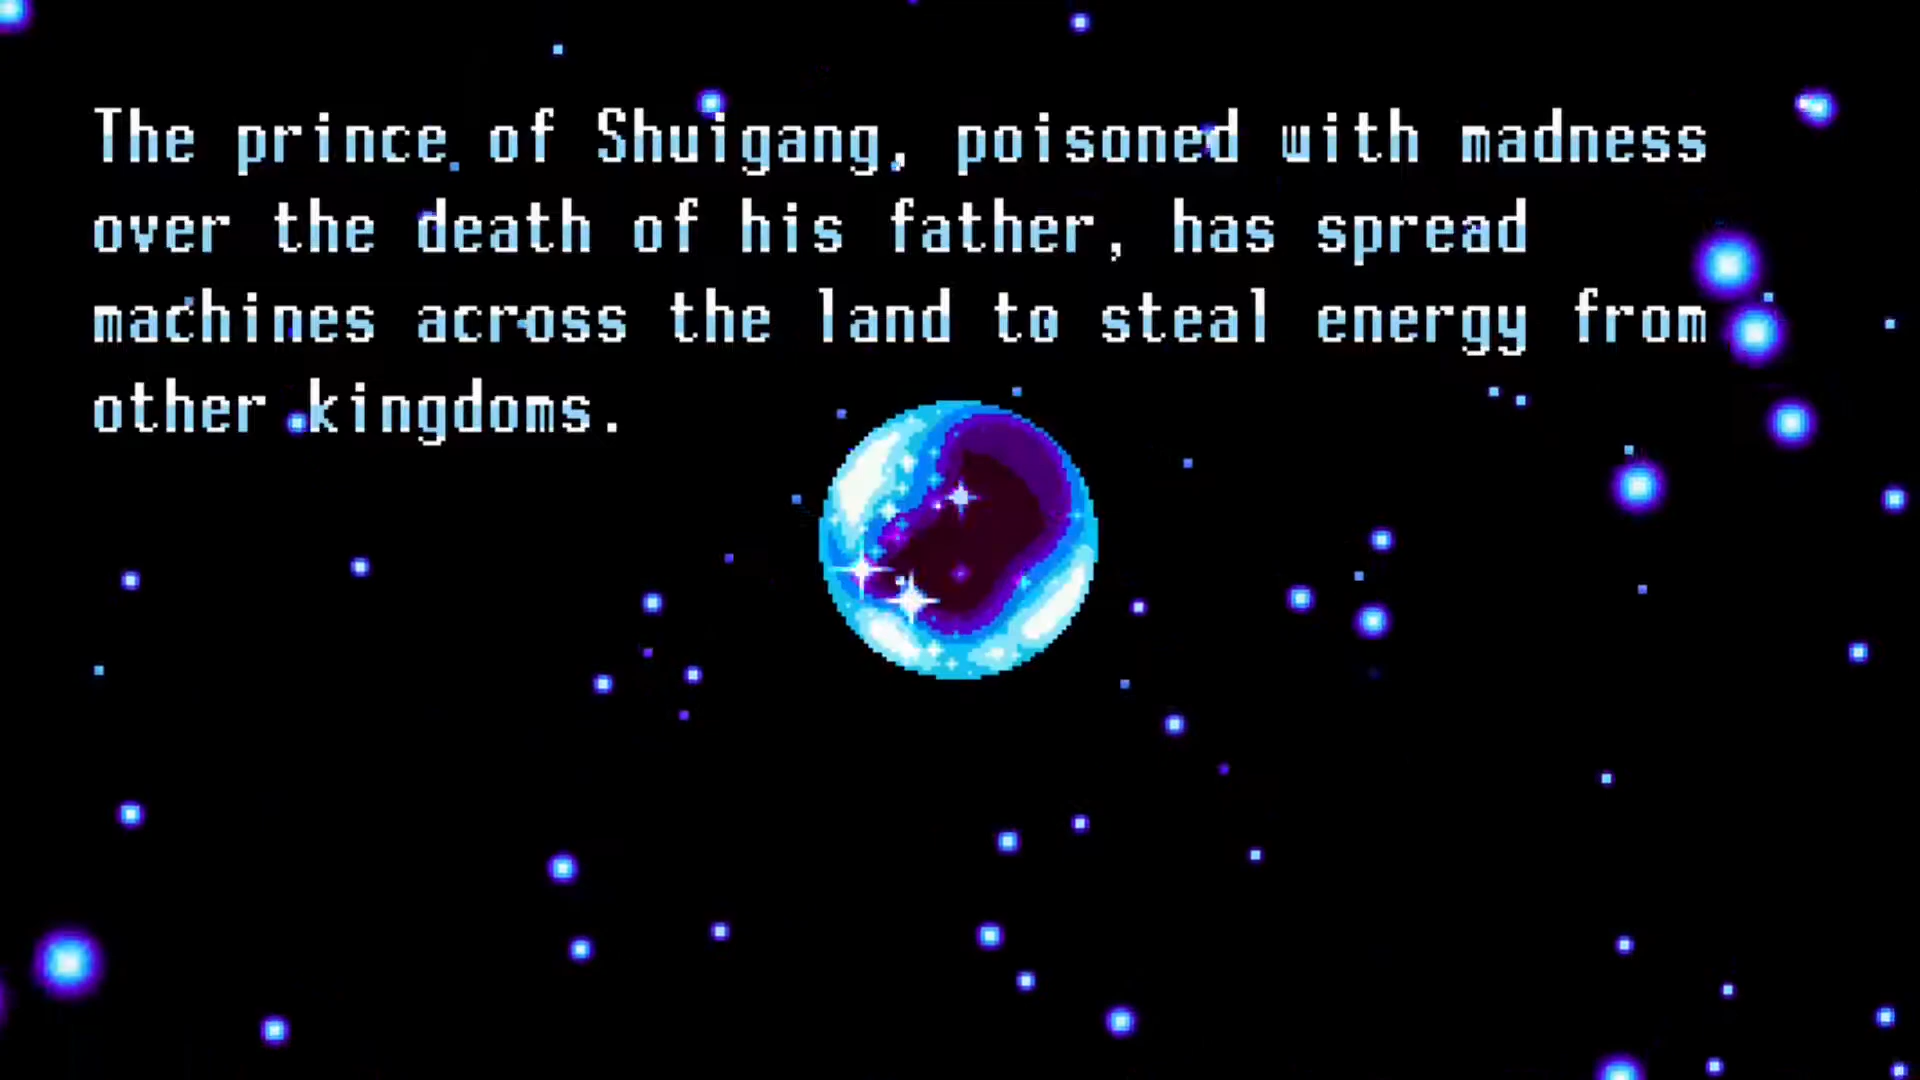 The prince of Shuigang, poisoned with madness
over the death of his father, has spread
machines across the land to steal energy from
other kingdoms.